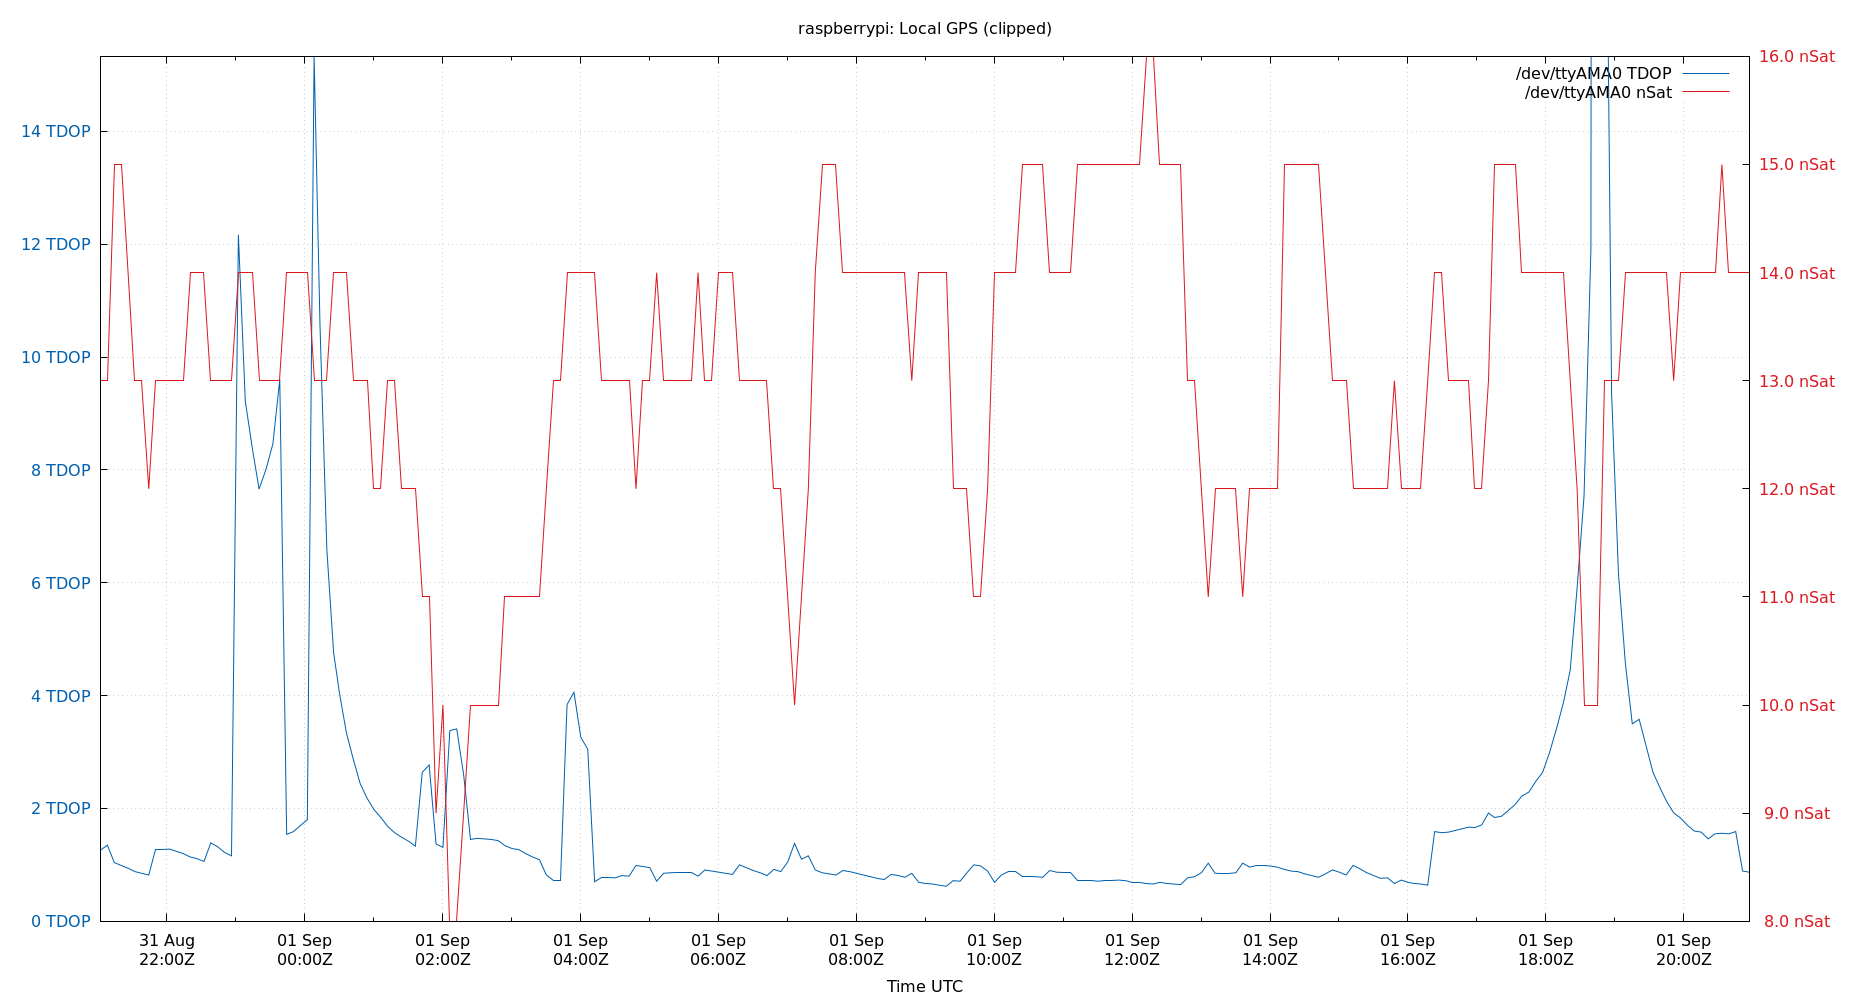 raspberrypi: Local GPS (clipped)
/dev/ttyAMA0 TDOP
/dev/ttyAMA0 nSat
14 TDOP
12 TDOP
10 TDOP
8 TDOP
6 TDOP
4 TDOP
2 TDOP
0 TDOP
16.0 nSat
15.0 nSat
14.0 nSat
13.0 nSat
12.0 nSat
11.0 nSat
10.0 nSat
9.0 nSat
8.0 nSat
31 Aug
22:00Z
01 Sep
00:00Z
01 Sep
02:00Z
01 Sep
04:00Z
01 Sep
06:00Z
01 Sep
08:00Z
01 Sep
10:00Z
01 Sep
12:00Z
01 Sep
14:00Z
01 Sep
16:00Z
01 Sep
18:00Z
01 Sep
20:00Z
Time UTC